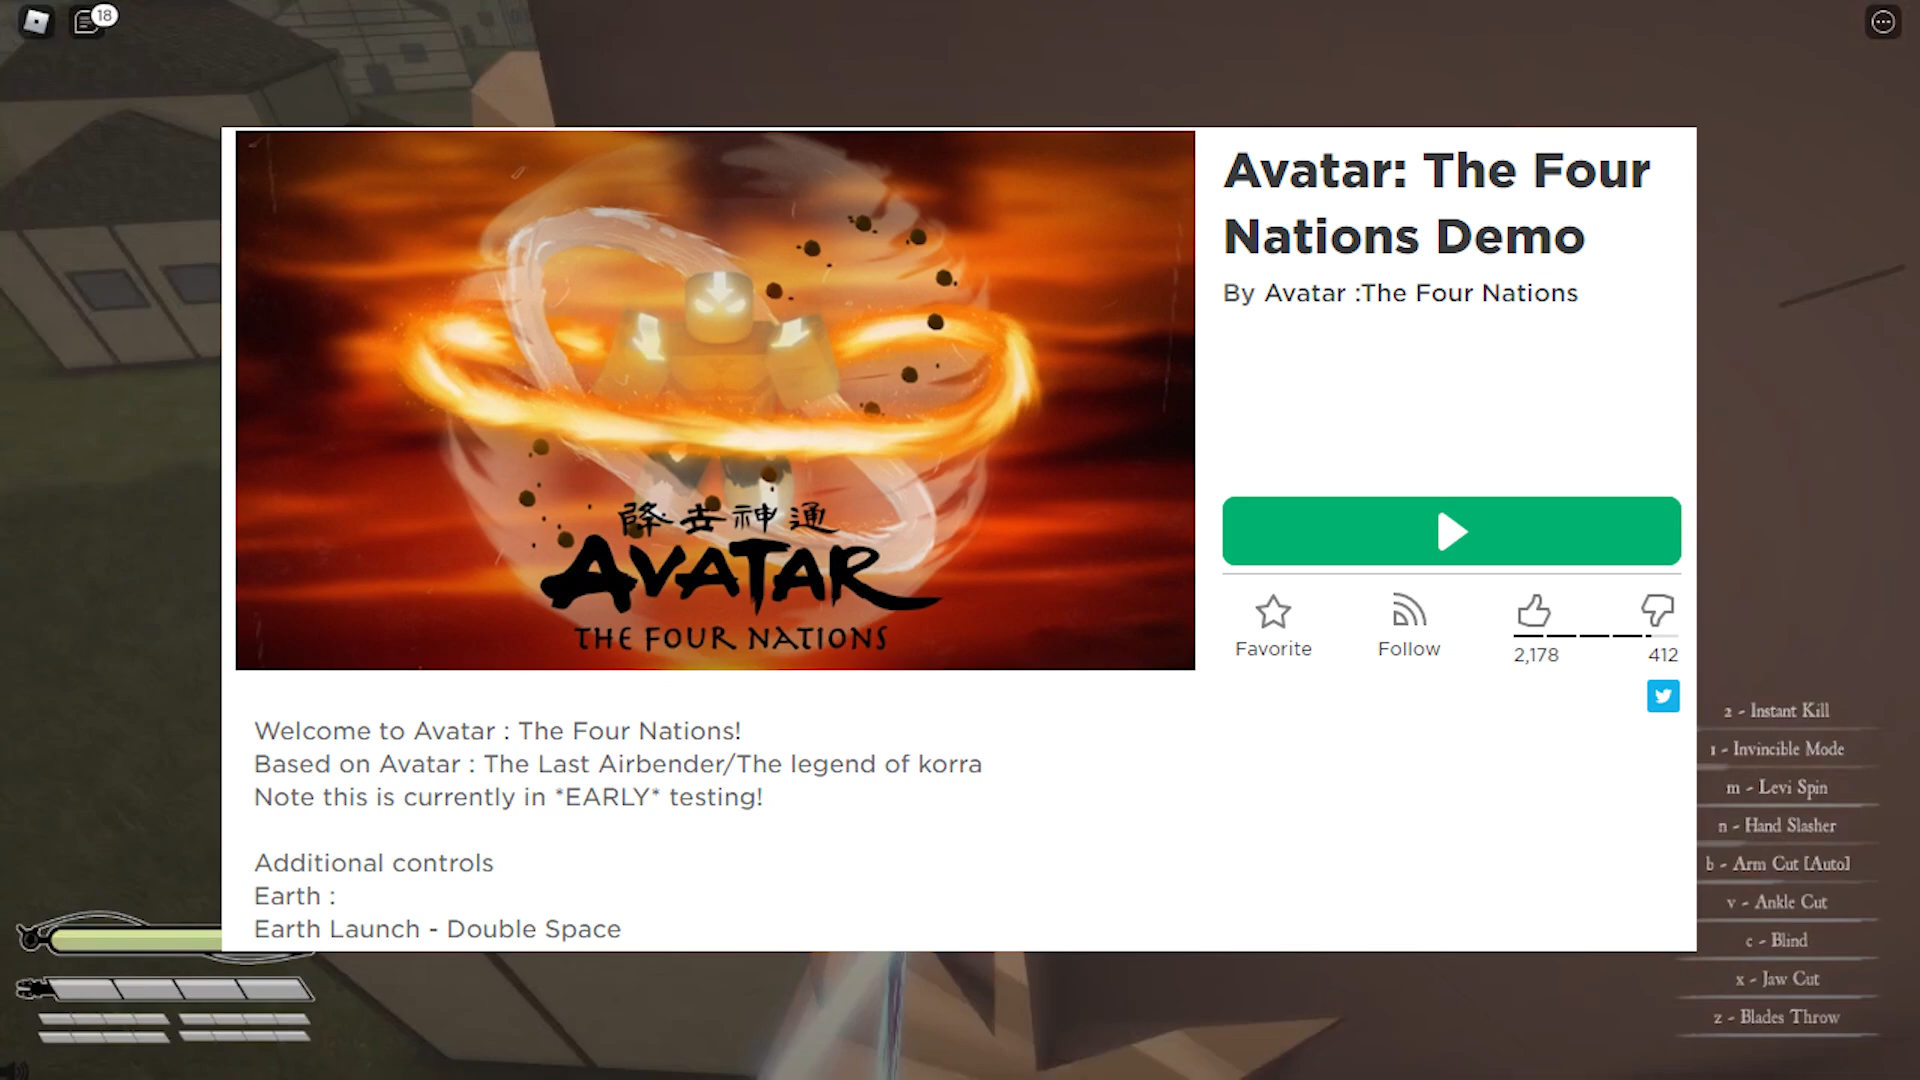 18
降去神通
AVATAR
THE FOUR NATIONS
Avatar: The Four
Nations Demo
By Avatar :The Four Nations
Favorite
Follow
2,178
412
Welcome to Avatar : The Four Nations!
Based on Avatar : The Last Airbender/The legend of korra
Note this is currently in *EARLY* testing!
Additional controls
Earth :
Earth Launch - Double Space
2 - Instant Kill
1 - Invincible Mode
m - Levi Spin
n - Hand Slasher
b - Arm Cut [Auto]
v - Ankle Cut
c - Blind
x - Jaw Cut
z - Blades Throw